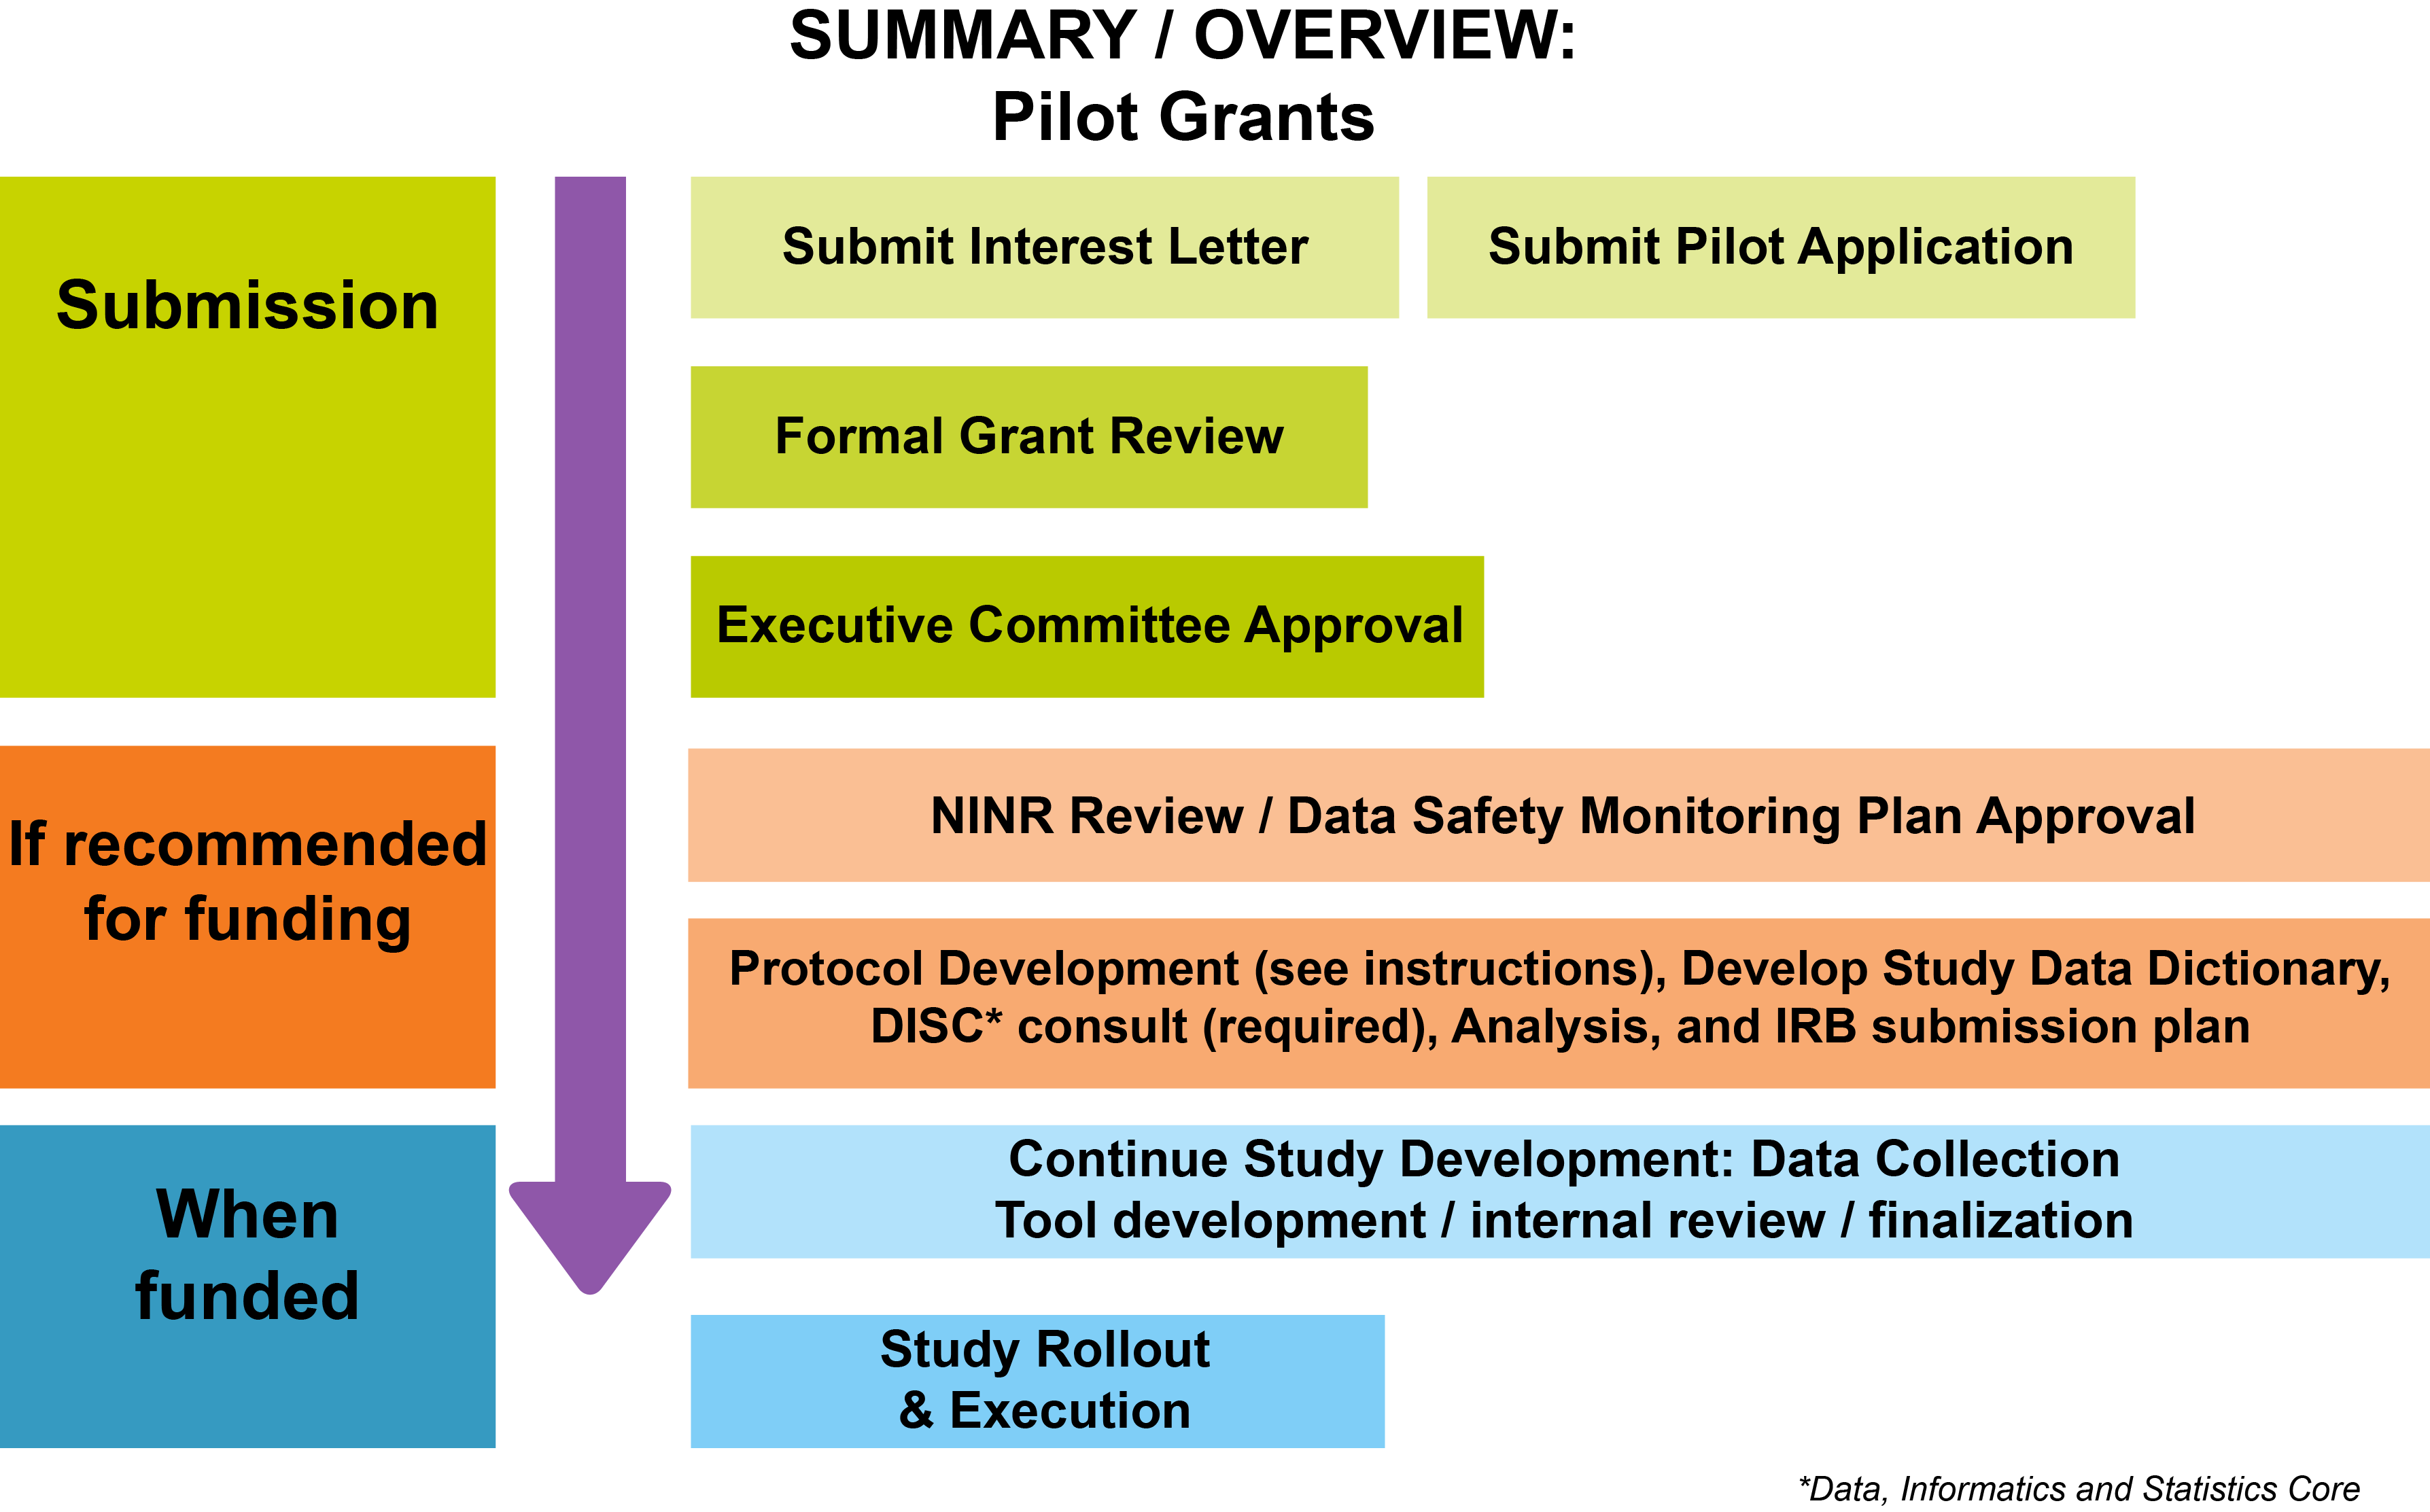 SUMMARY / OVERVIEW:
Pilot Grants
Submission
Submit Interest Letter
Submit Pilot Application
Formal Grant Review
Executive Committee Approval
If recommended
for funding
NINR Review / Data Safety Monitoring Plan Approval
Protocol Development (see instructions), Develop Study Data Dictionary,
DISC* consult (required), Analysis, and IRB submission plan
When
funded
Continue Study Development: Data Collection
Tool development / internal review / finalization
Study Rollout
& Execution
*Data, Informatics and Statistics Core